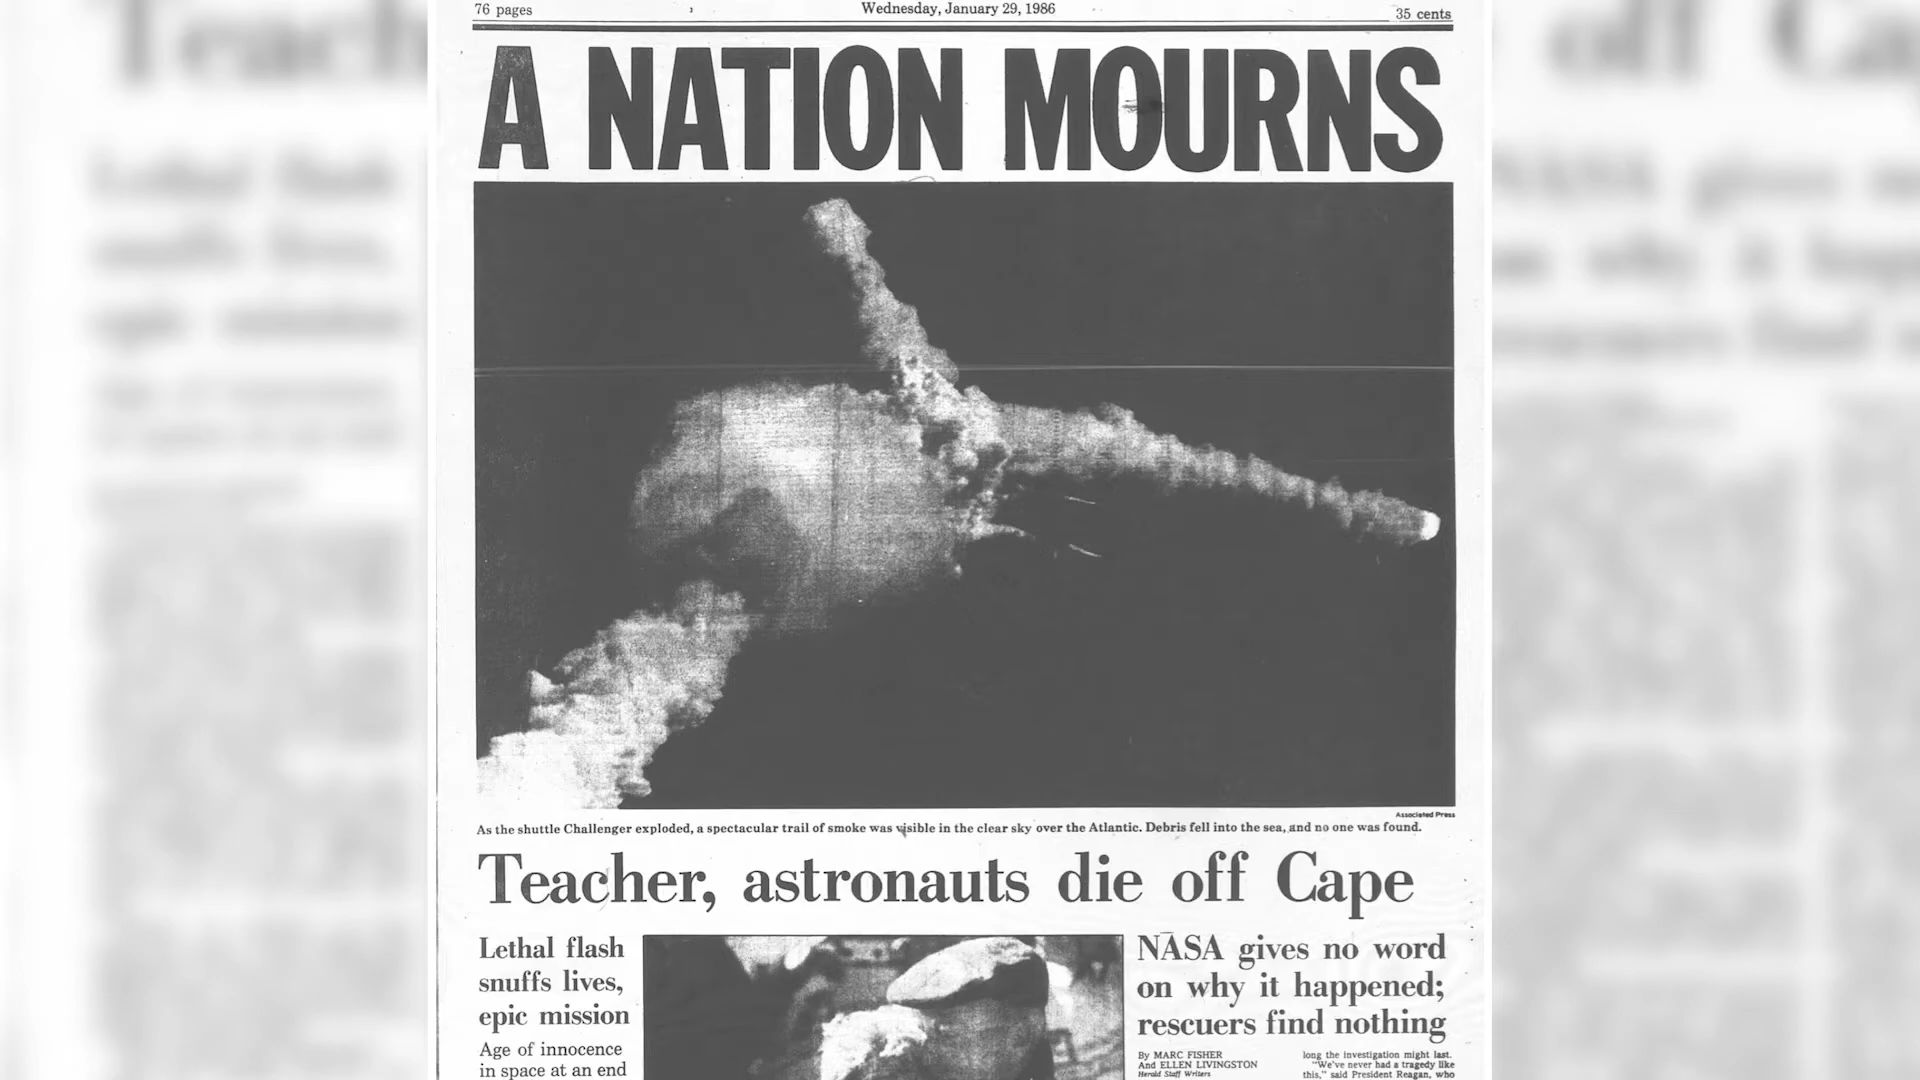 76 pages
Wednesday, January 29, 1986
35 cents
A NATION MOURNS
Associated Press
As the shuttle Challenger exploded, a spectacular trail of smoke was visible in the clear sky over the Atlantic. Debris fell into the sea, and no one was found.
Teacher, astronauts die off Cape
Lethal flash
snuffs lives,
epic mission
Age of innocence
in space at an end
NASA gives no word
on why it happened;
rescuers find nothing
By MARC FISHER
And ELLEN LIVINGSTON
Herald Staff Writers
long the investigation might last.
"We've never had a tragedy like
this," said President Reagan, who